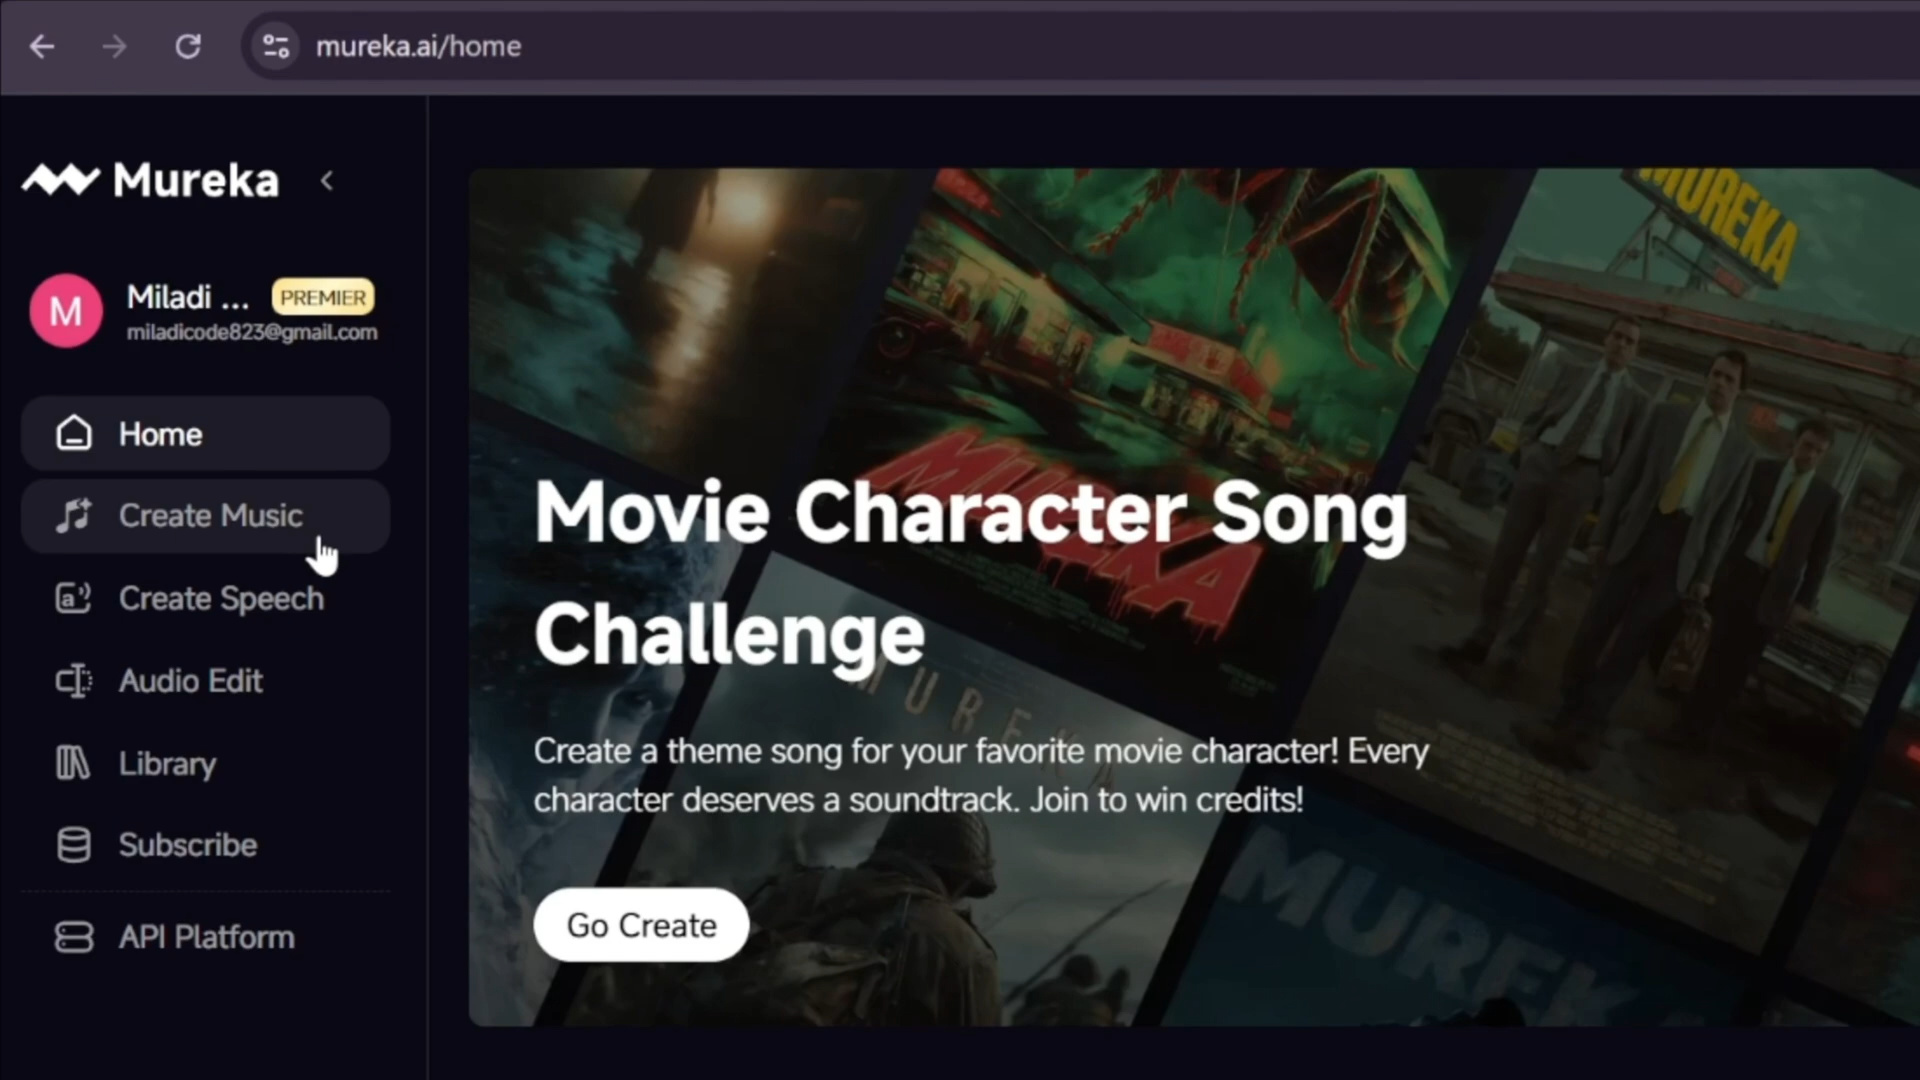 mureka.ai/home
Mureka
M
Miladi ...
PREMIER
miladicode823@gmail.com
Home
Create Music
Create Speech
Audio Edit
Library
Subscribe
API Platform
MUREKA
MUREKA
Movie Character Song
Challenge
MUREKA
Create a theme song for your favorite movie character! Every
character deserves a soundtrack. Join to win credits!
Go Create
MUREKA